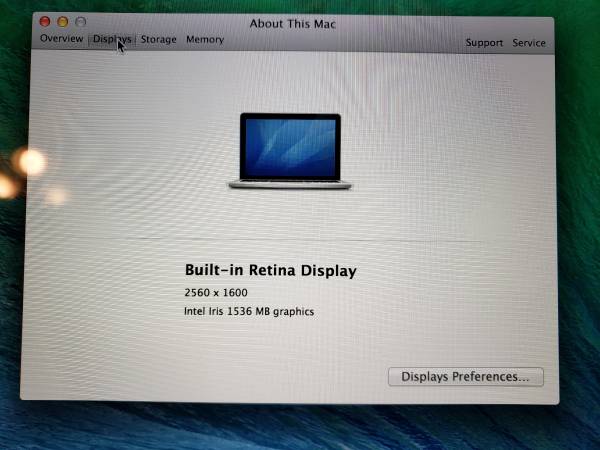 About This Mac
Overview Displays Storage Memory Support Service
Built-in Retina Display
2560 x 1600
Intel Iris 1536 MB graphics
Displays Preferences...